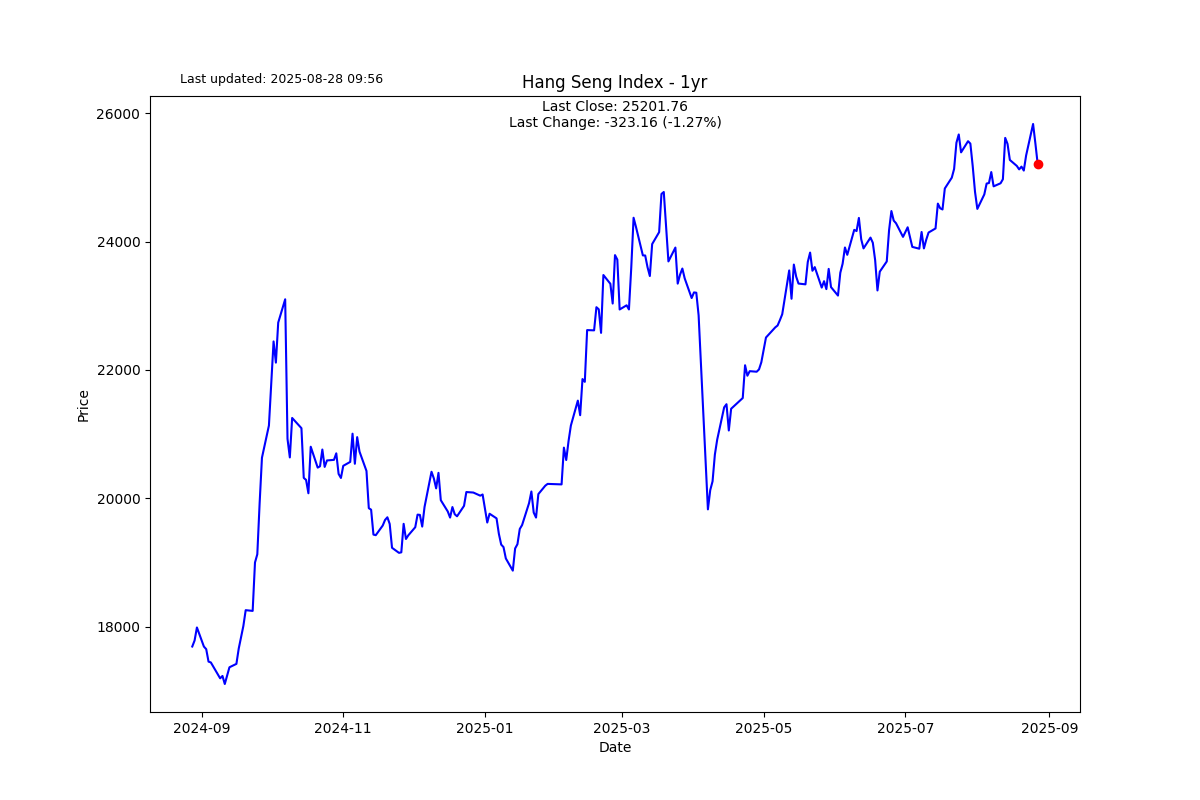 Last updated: 2025-08-28 09:56
Hang Seng Index - 1yr
Last Close: 25201.76
Last Change: -323.16 (-1.27%)
26000
24000
22000
20000
18000
Price
2024-09
2024-11
2025-01
2025-03
2025-05
2025-07
2025-09
Date